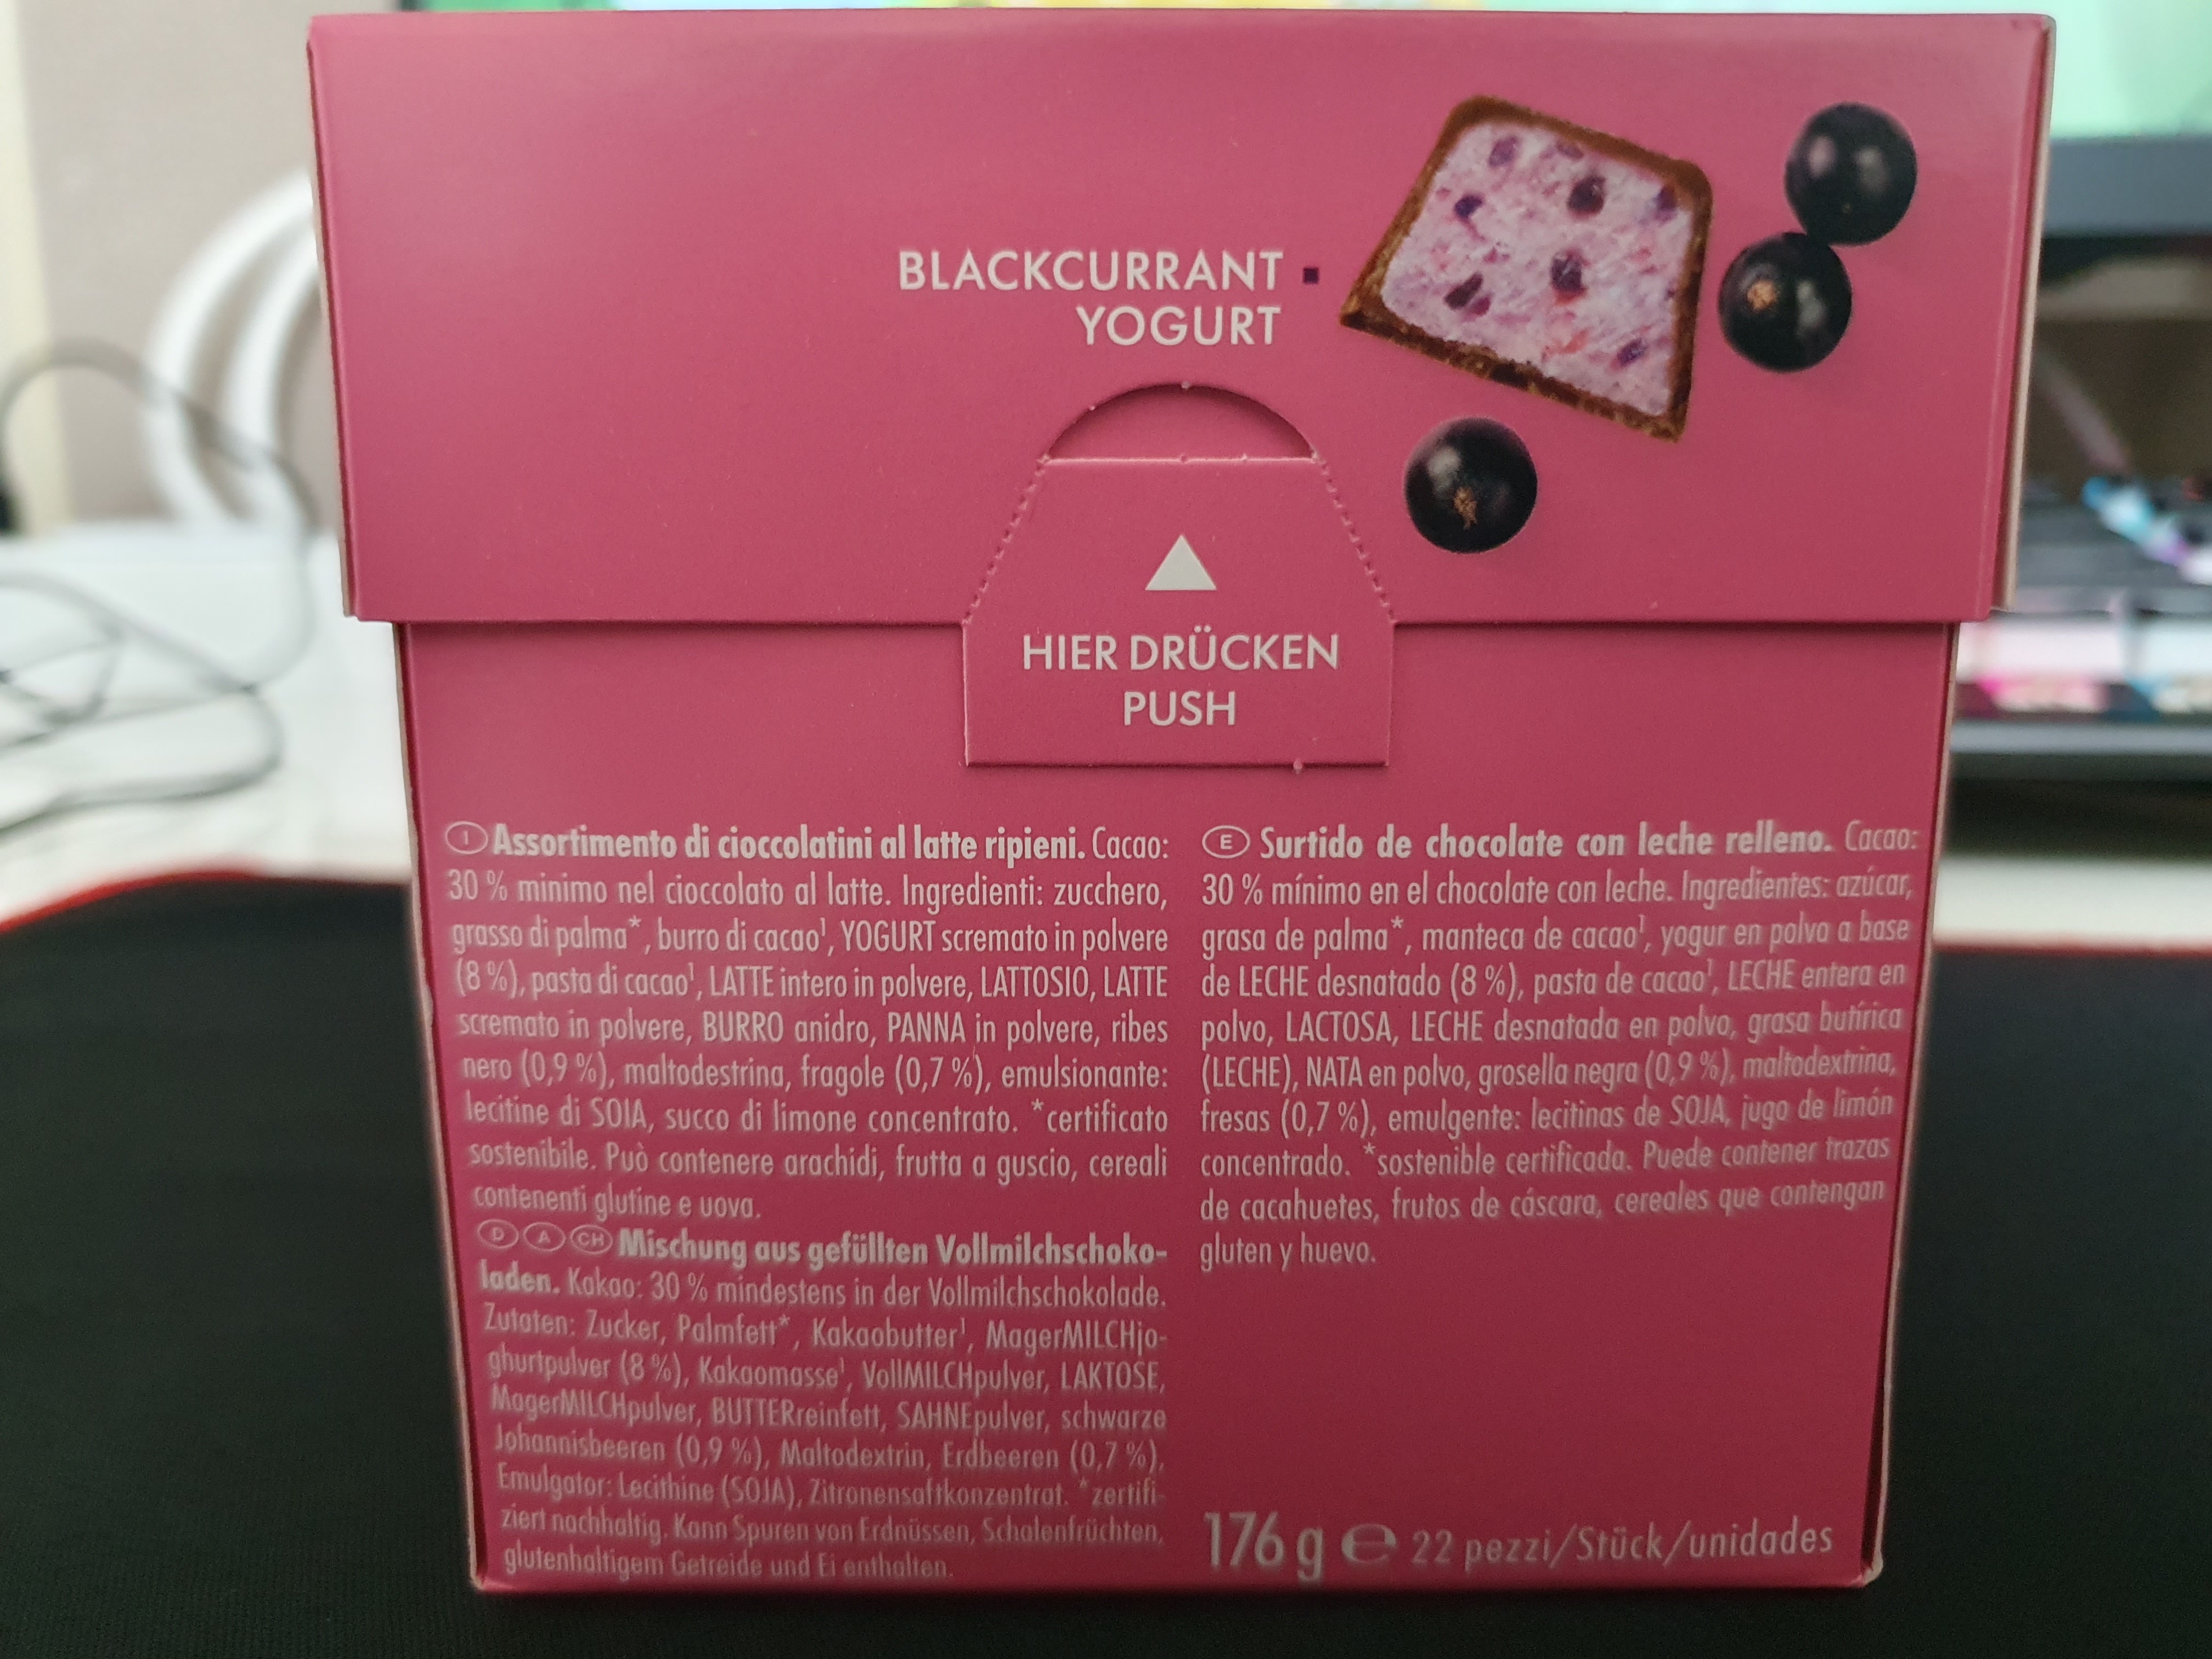 BLACKCURRANT
YOGURT
HIER DRÜCKEN
PUSH
I Assortimento di cioccolatini al latte ripieni. Cacao:
30 % minimo nel cioccolato al latte. Ingredienti: zucchero,
grasso di palma*, burro di cacao¹, YOGURT scremato in polvere
(8 %), pasta di cacao¹, LATTE intero in polvere, LATTOSIO, LATTE
scremato in polvere, BURRO anidro, PANNA in polvere, ribes
nero (0,9 %), maltodestrina, fragole (0,7 %), emulsionante:
lecitine di SOIA, succo di limone concentrato. *certificato
sostenibile. Può contenere arachidi, frutta a guscio, cereali
contenenti glutine e uova.
D A CH Mischung aus gefüllten Vollmilchschoko-
laden. Kakao: 30 % mindestens in der Vollmilchschokolade.
Zutaten: Zucker, Palmfett*, Kakaobutter¹, MagerMILCHjo-
ghurtpulver (8 %), Kakaomasse¹, VollMILCHpulver, LAKTOSE,
MagerMILCHpulver, BUTTERreinfett, SAHNEpulver, schwarze
Johannisbeeren (0,9 %), Maltodextrin, Erdbeeren (0,7 %),
Emulgator: Lecithine (SOJA), Zitronensaftkonzentrat. *zertifi-
ziert nachhaltig. Kann Spuren von Erdnüssen, Schalenfrüchten,
glutenhaltigem Getreide und Ei enthalten.
E Surtido de chocolate con leche relleno. Cacao:
30 % mínimo en el chocolate con leche. Ingredientes: azúcar,
grasa de palma*, manteca de cacao¹, yogur en polvo a base
de LECHE desnatado (8 %), pasta de cacao¹, LECHE entera en
polvo, LACTOSA, LECHE desnatada en polvo, grasa butírica
(LECHE), NATA en polvo, grosella negra (0,9 %), maltodextrina,
fresas (0,7 %), emulgente: lecitinas de SOJA, jugo de limón
concentrado. *sostenible certificada. Puede contener trazas
de cacahuetes, frutos de cáscara, cereales que contengan
gluten y huevo.
176 g e 22 pezzi/Stück/unidades